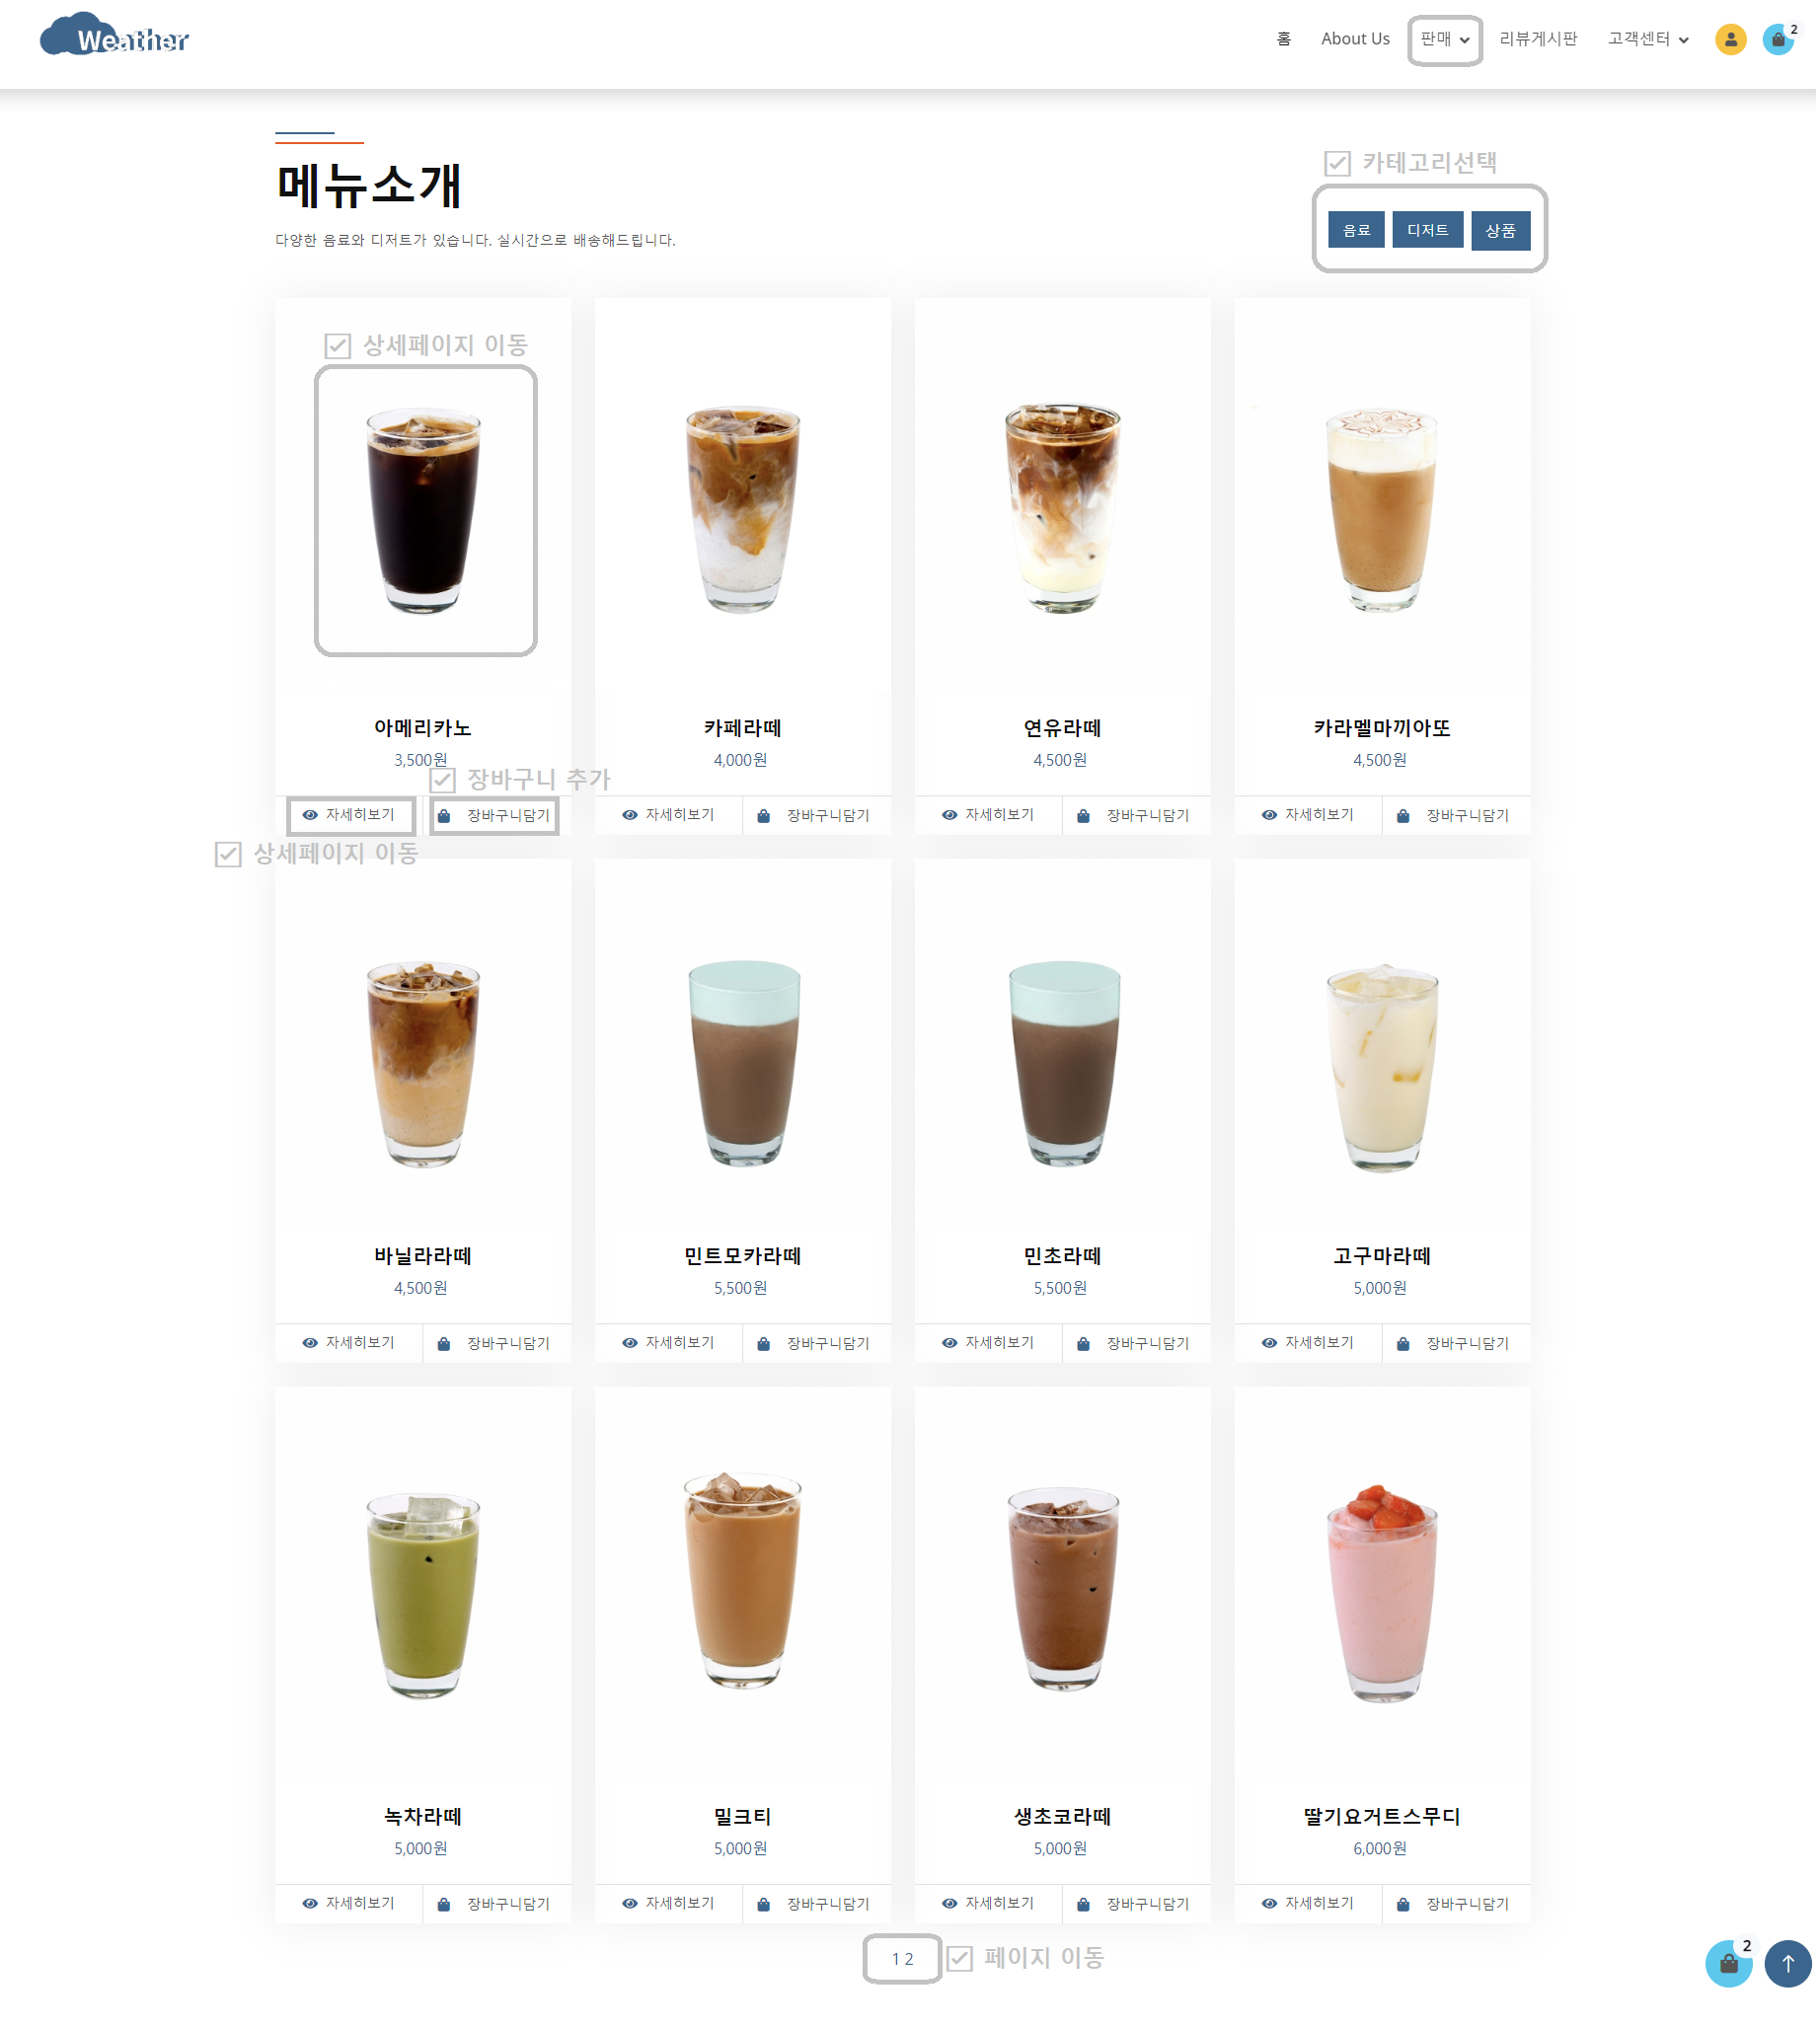 Weather
홈 About Us 판매 리뷰게시판 고객센터 2
메뉴소개
다양한 음료와 디저트가 있습니다. 실시간으로 배송해드립니다.
카테고리선택
음료 디저트 상품
상세페이지 이동
아메리카노 카페라떼 연유라떼 카라멜마끼아또
3,500원 4,000원 4,500원 4,500원
장바구니 추가
자세히보기 장바구니담기 자세히보기 장바구니담기 자세히보기 장바구니담기 자세히보기 장바구니담기
상세페이지 이동
바닐라라떼 민트모카라떼 민초라떼 고구마라떼
4,500원 5,500원 5,500원 5,000원
자세히보기 장바구니담기 자세히보기 장바구니담기 자세히보기 장바구니담기 자세히보기 장바구니담기
녹차라떼 밀크티 생초코라떼 딸기요거트스무디
5,000원 5,000원 5,000원 6,000원
자세히보기 장바구니담기 자세히보기 장바구니담기 자세히보기 장바구니담기 자세히보기 장바구니담기
1 2 페이지 이동
2